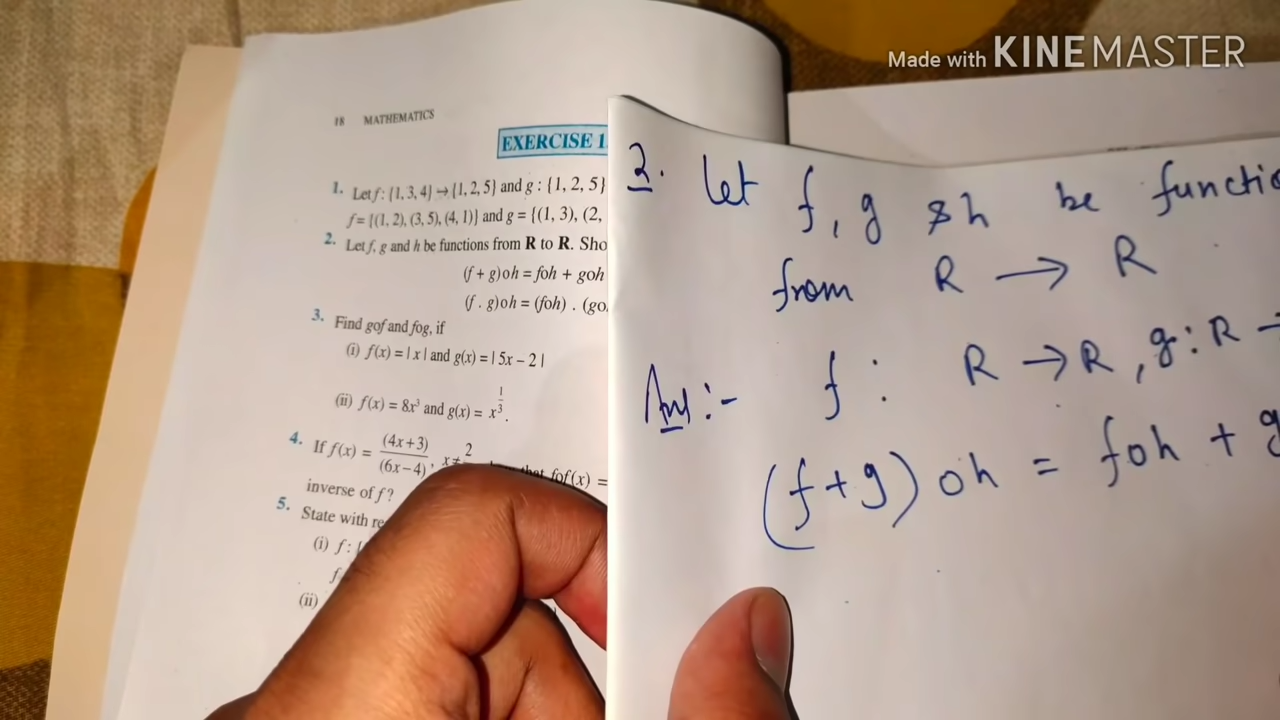 Made with KINEMASTER
18 MATHEMATICS
EXERCISE 1.
1. Let f : {1, 3, 4} → {1, 2, 5} and g : {1, 2, 5}
f = {(1, 2), (3, 5), (4, 1)} and g = {(1, 3), (2,
2. Let f, g and h be functions from R to R. Sho
(f + g)oh = foh + goh
(f . g)oh = (foh) . (go
3. Find gof and fog, if
(i) f(x) = | x | and g(x) = | 5x – 2 |
(ii) f(x) = 8x³ and g(x) = x^(1/3).
4. If f(x) = (4x+3)/(6x–4), x ≠ 2 that fof(x) =
inverse of f?
5. State with re
(i) f : {
f
(ii)
2. Let f, g & h be functio
from R → R
Ans:- f : R → R, g : R →
(f+g) oh = foh + g